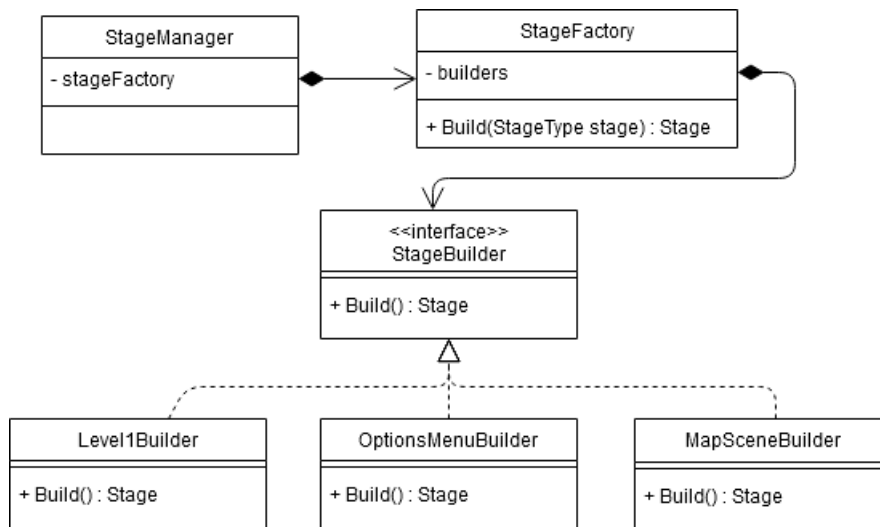 StageManager
- stageFactory
StageFactory
- builders
+ Build(StageType stage) : Stage
<<interface>>
StageBuilder
+ Build() : Stage
Level1Builder
+ Build() : Stage
OptionsMenuBuilder
+ Build() : Stage
MapSceneBuilder
+ Build() : Stage